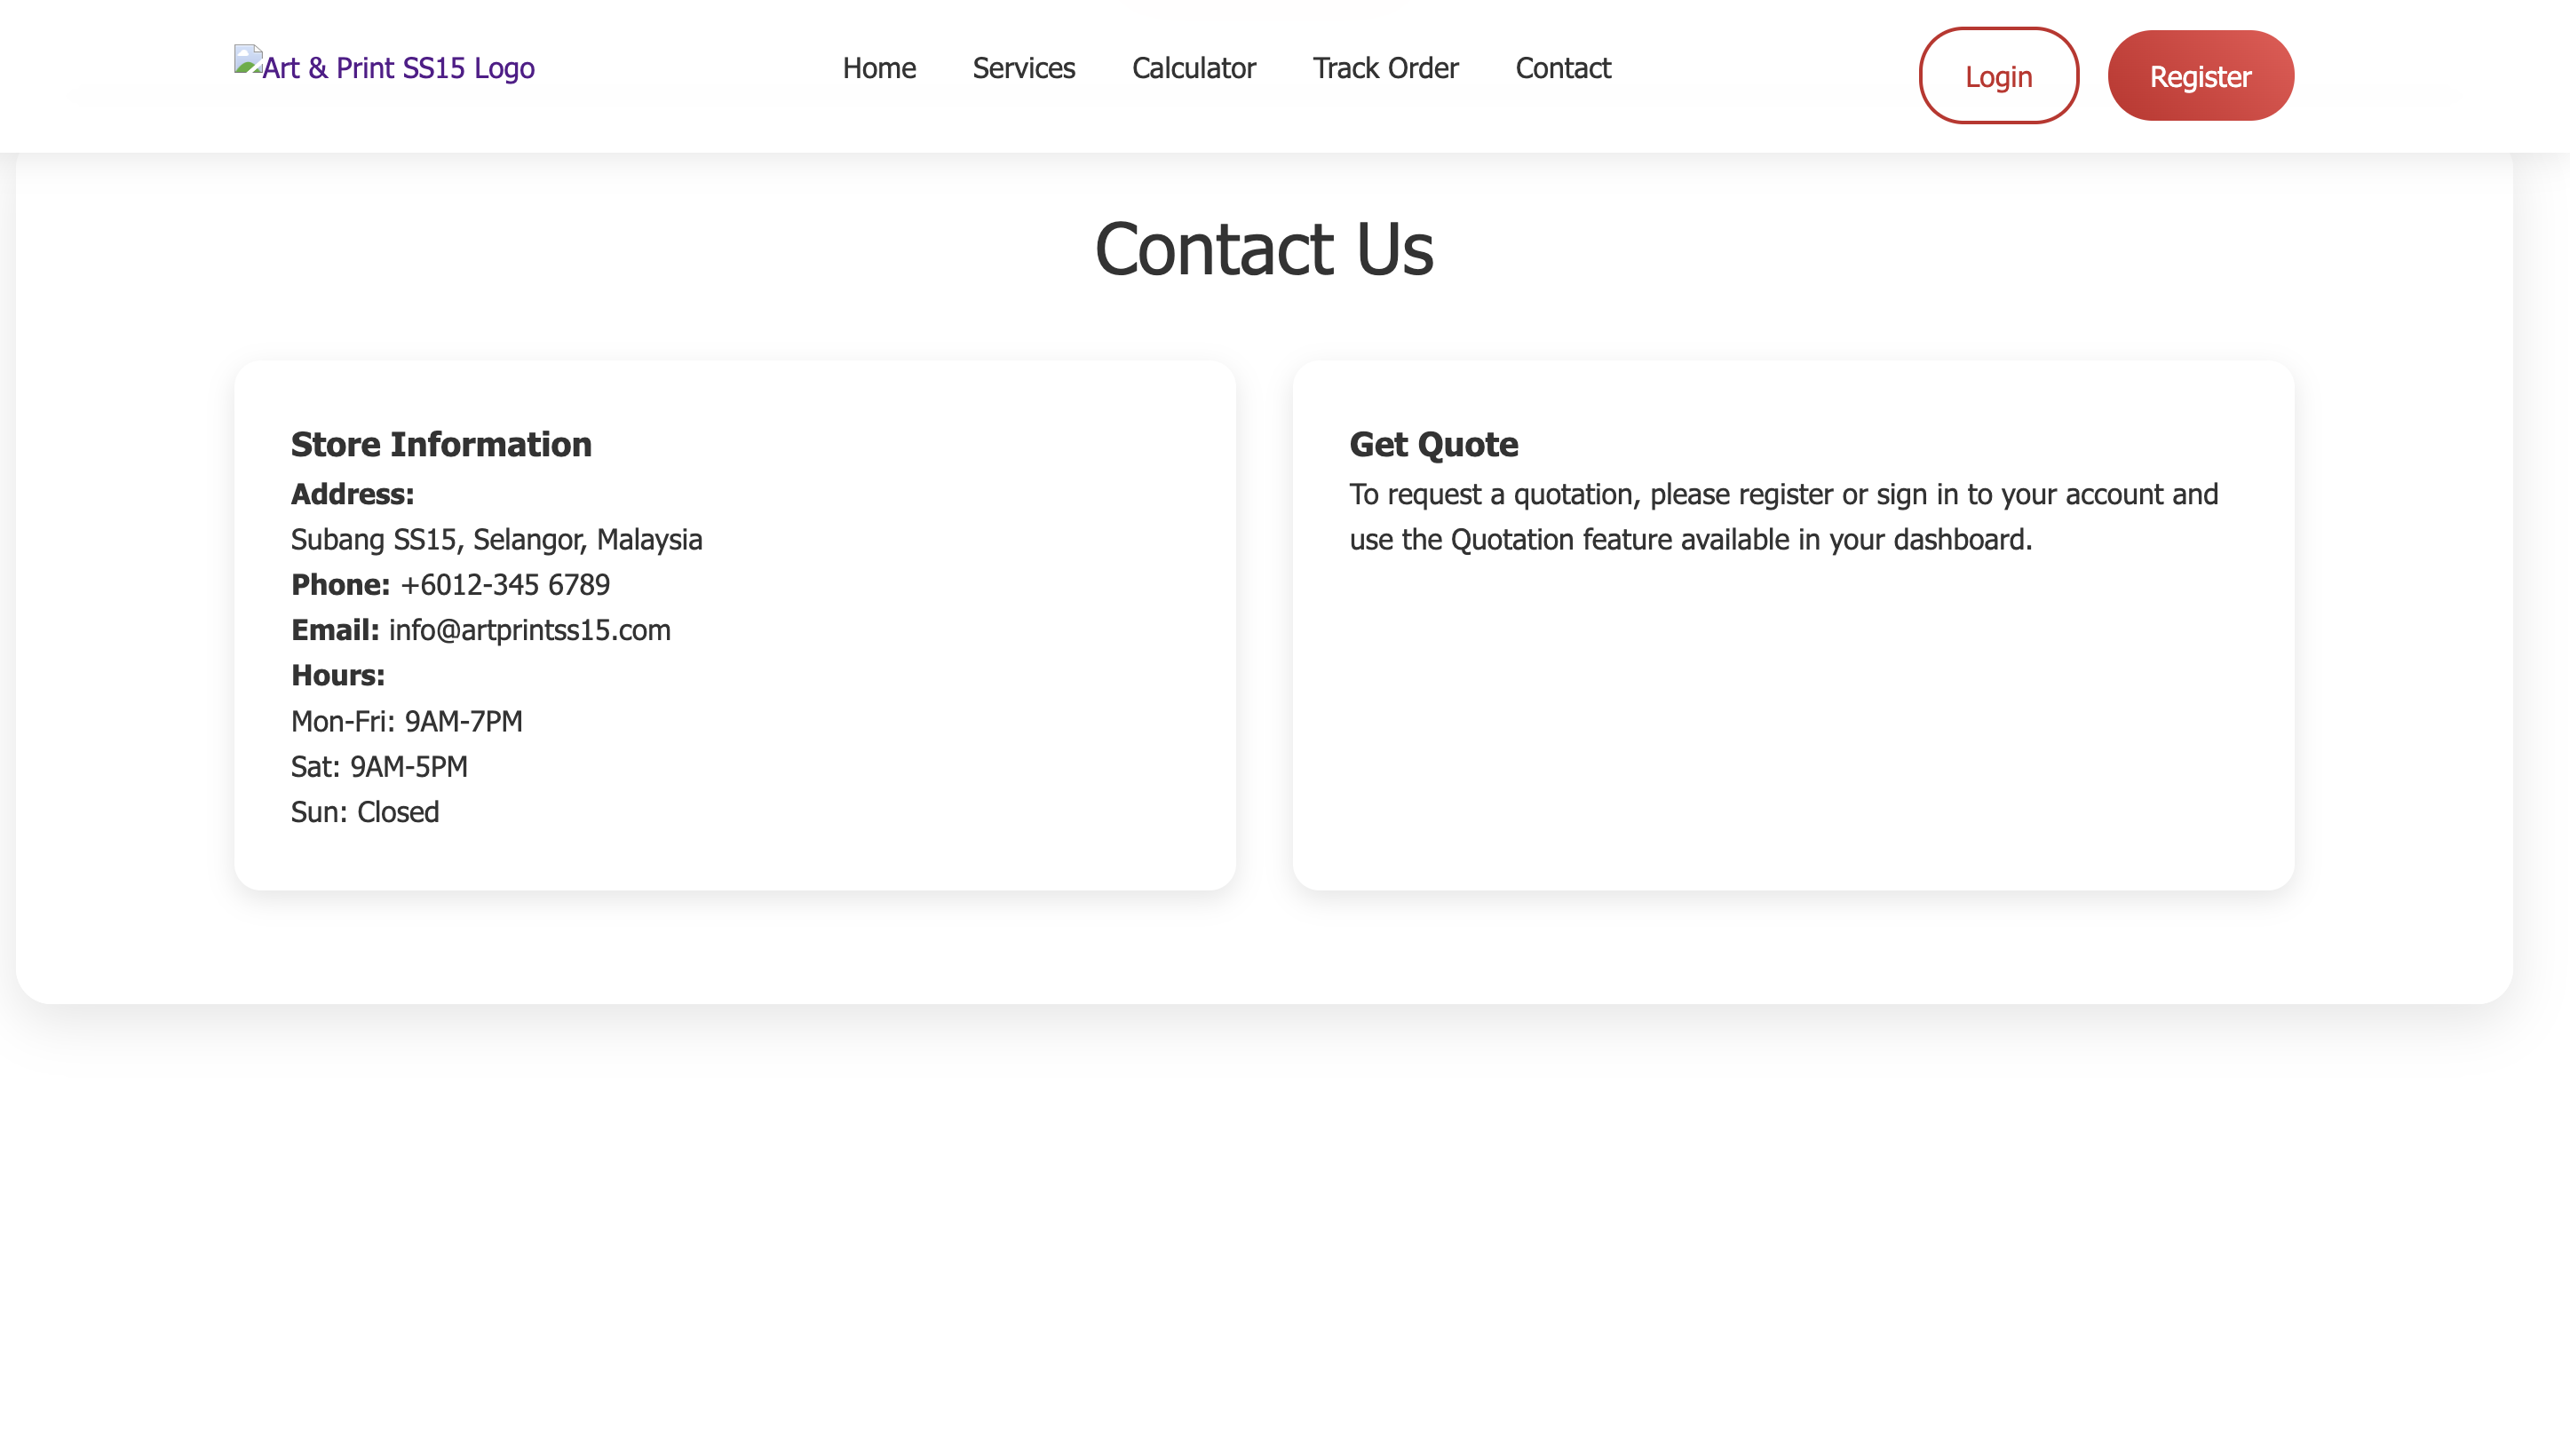 Art & Print SS15 Logo
Home
Services
Calculator
Track Order
Contact
Login
Register
Contact Us
Store Information
Address:
Subang SS15, Selangor, Malaysia
Phone: +6012-345 6789
Email: info@artprintss15.com
Hours:
Mon-Fri: 9AM-7PM
Sat: 9AM-5PM
Sun: Closed
Get Quote
To request a quotation, please register or sign in to your account and
use the Quotation feature available in your dashboard.